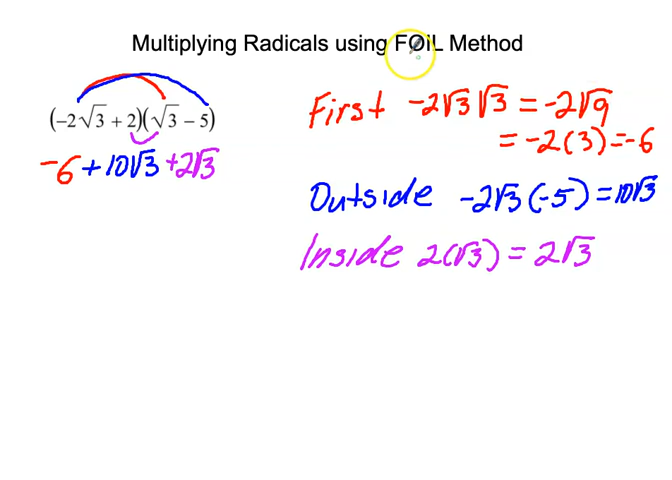 Multiplying Radicals using FOIL Method
(-2√3 + 2)(√3 - 5)
-6 + 10√3 + 2√3
First -2√3√3 = -2√9
= -2(3) = -6
Outside -2√3(-5) = 10√3
Inside 2(√3) = 2√3